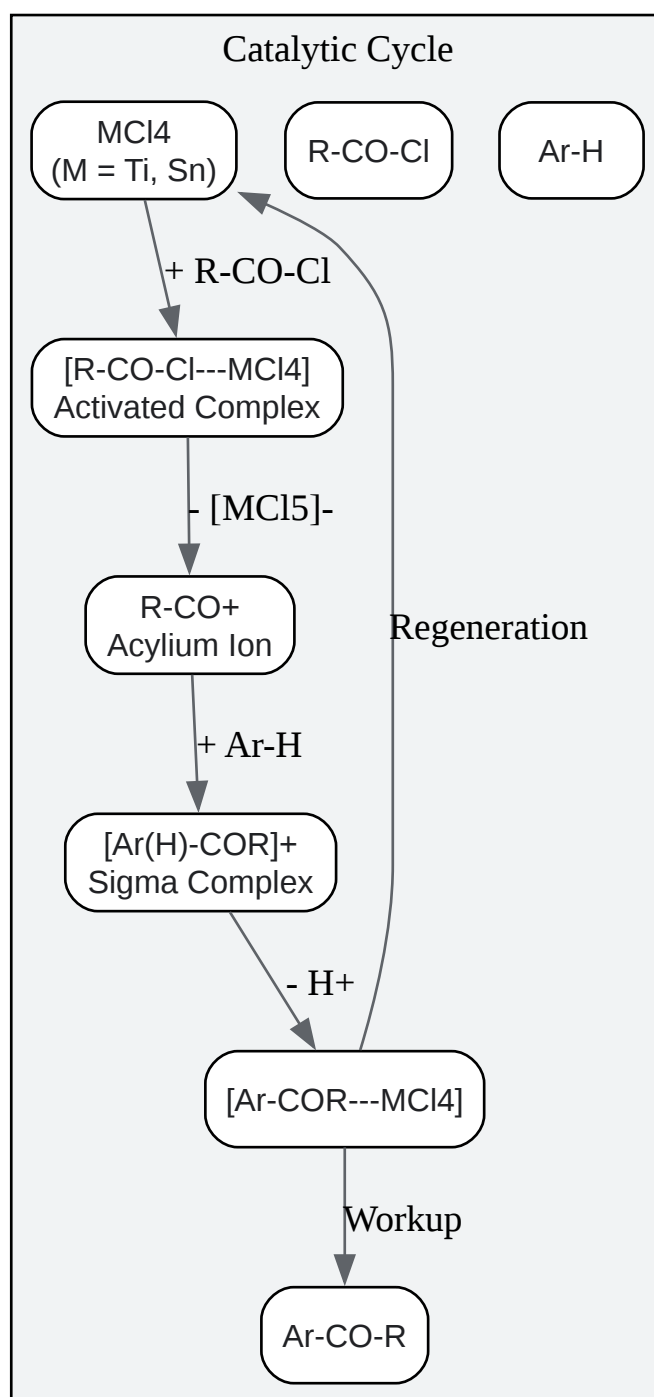 Catalytic Cycle
MCl4
(M = Ti, Sn)
R-CO-Cl
Ar-H
+ R-CO-Cl
[R-CO-Cl---MCl4]
Activated Complex
- [MCl5]-
R-CO+
Acylium Ion
Regeneration
+ Ar-H
[Ar(H)-COR]+
Sigma Complex
- H+
[Ar-COR---MCl4]
Workup
Ar-CO-R